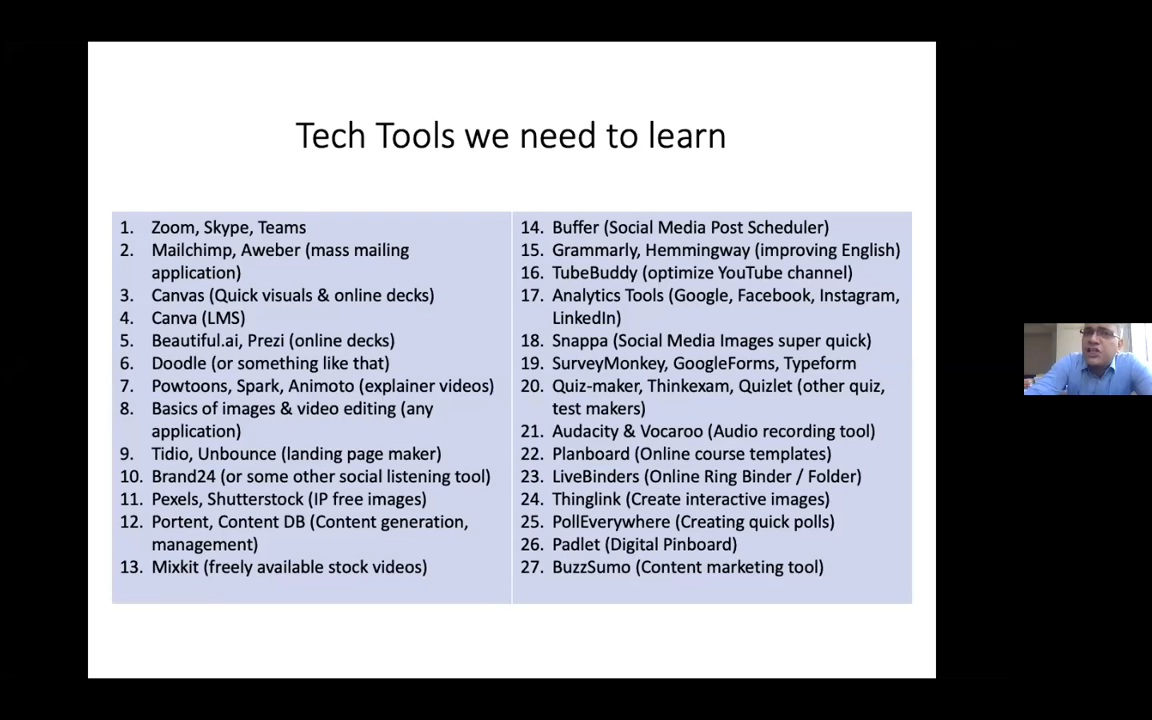 Tech Tools we need to learn
1. Zoom, Skype, Teams
2. Mailchimp, Aweber (mass mailing
application)
3. Canvas (Quick visuals & online decks)
4. Canva (LMS)
5. Beautiful.ai, Prezi (online decks)
6. Doodle (or something like that)
7. Powtoons, Spark, Animoto (explainer videos)
8. Basics of images & video editing (any
application)
9. Tidio, Unbounce (landing page maker)
10. Brand24 (or some other social listening tool)
11. Pexels, Shutterstock (IP free images)
12. Portent, Content DB (Content generation,
management)
13. Mixkit (freely available stock videos)
14. Buffer (Social Media Post Scheduler)
15. Grammarly, Hemmingway (improving English)
16. TubeBuddy (optimize YouTube channel)
17. Analytics Tools (Google, Facebook, Instagram,
LinkedIn)
18. Snappa (Social Media Images super quick)
19. SurveyMonkey, GoogleForms, Typeform
20. Quiz-maker, Thinkexam, Quizlet (other quiz,
test makers)
21. Audacity & Vocaroo (Audio recording tool)
22. Planboard (Online course templates)
23. LiveBinders (Online Ring Binder / Folder)
24. Thinglink (Create interactive images)
25. PollEverywhere (Creating quick polls)
26. Padlet (Digital Pinboard)
27. BuzzSumo (Content marketing tool)